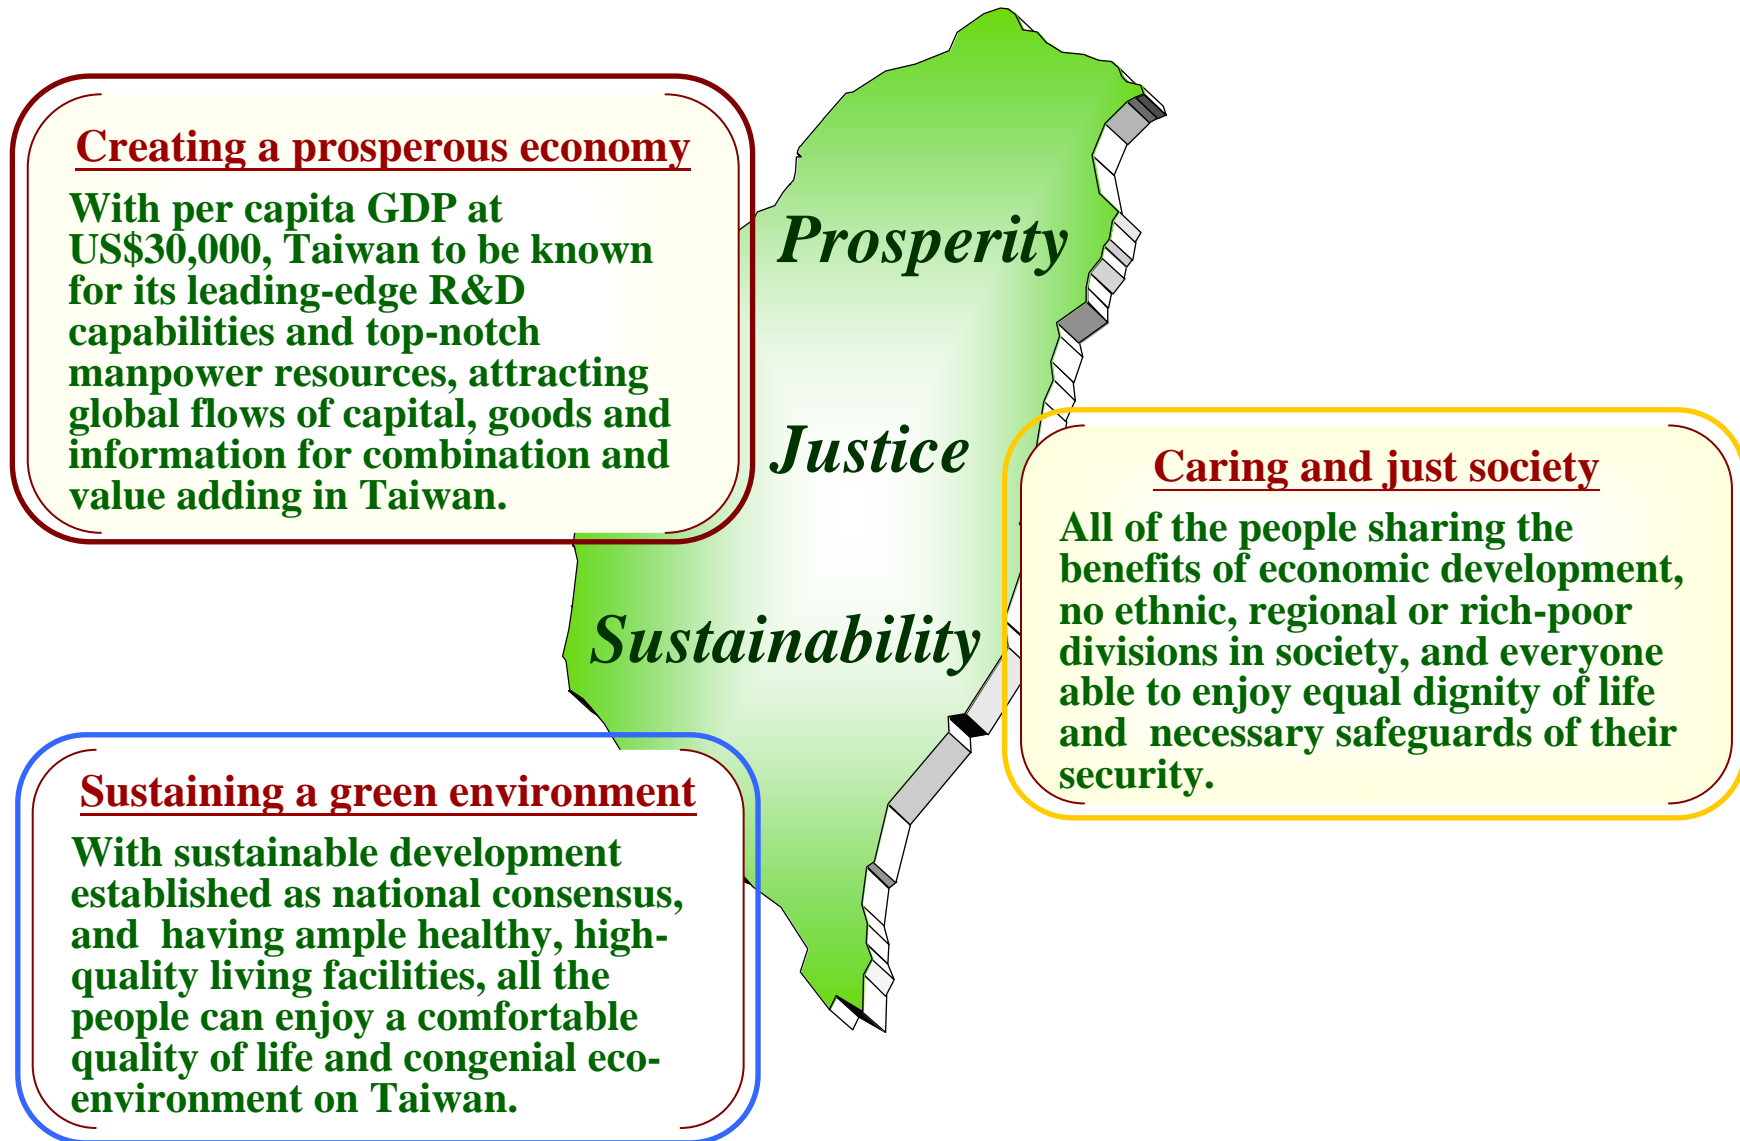 Creating a prosperous economy
With per capita GDP at
US$30,000, Taiwan to be known
for its leading-edge R&D
capabilities and top-notch
manpower resources, attracting
global flows of capital, goods and
information for combination and
value adding in Taiwan.
Prosperity
Justice
Sustainability
Caring and just society
All of the people sharing the
benefits of economic development,
no ethnic, regional or rich-poor
divisions in society, and everyone
able to enjoy equal dignity of life
and  necessary safeguards of their
security.
Sustaining a green environment
With sustainable development
established as national consensus,
and  having ample healthy, high-
quality living facilities, all the
people can enjoy a comfortable
quality of life and congenial eco-
environment on Taiwan.